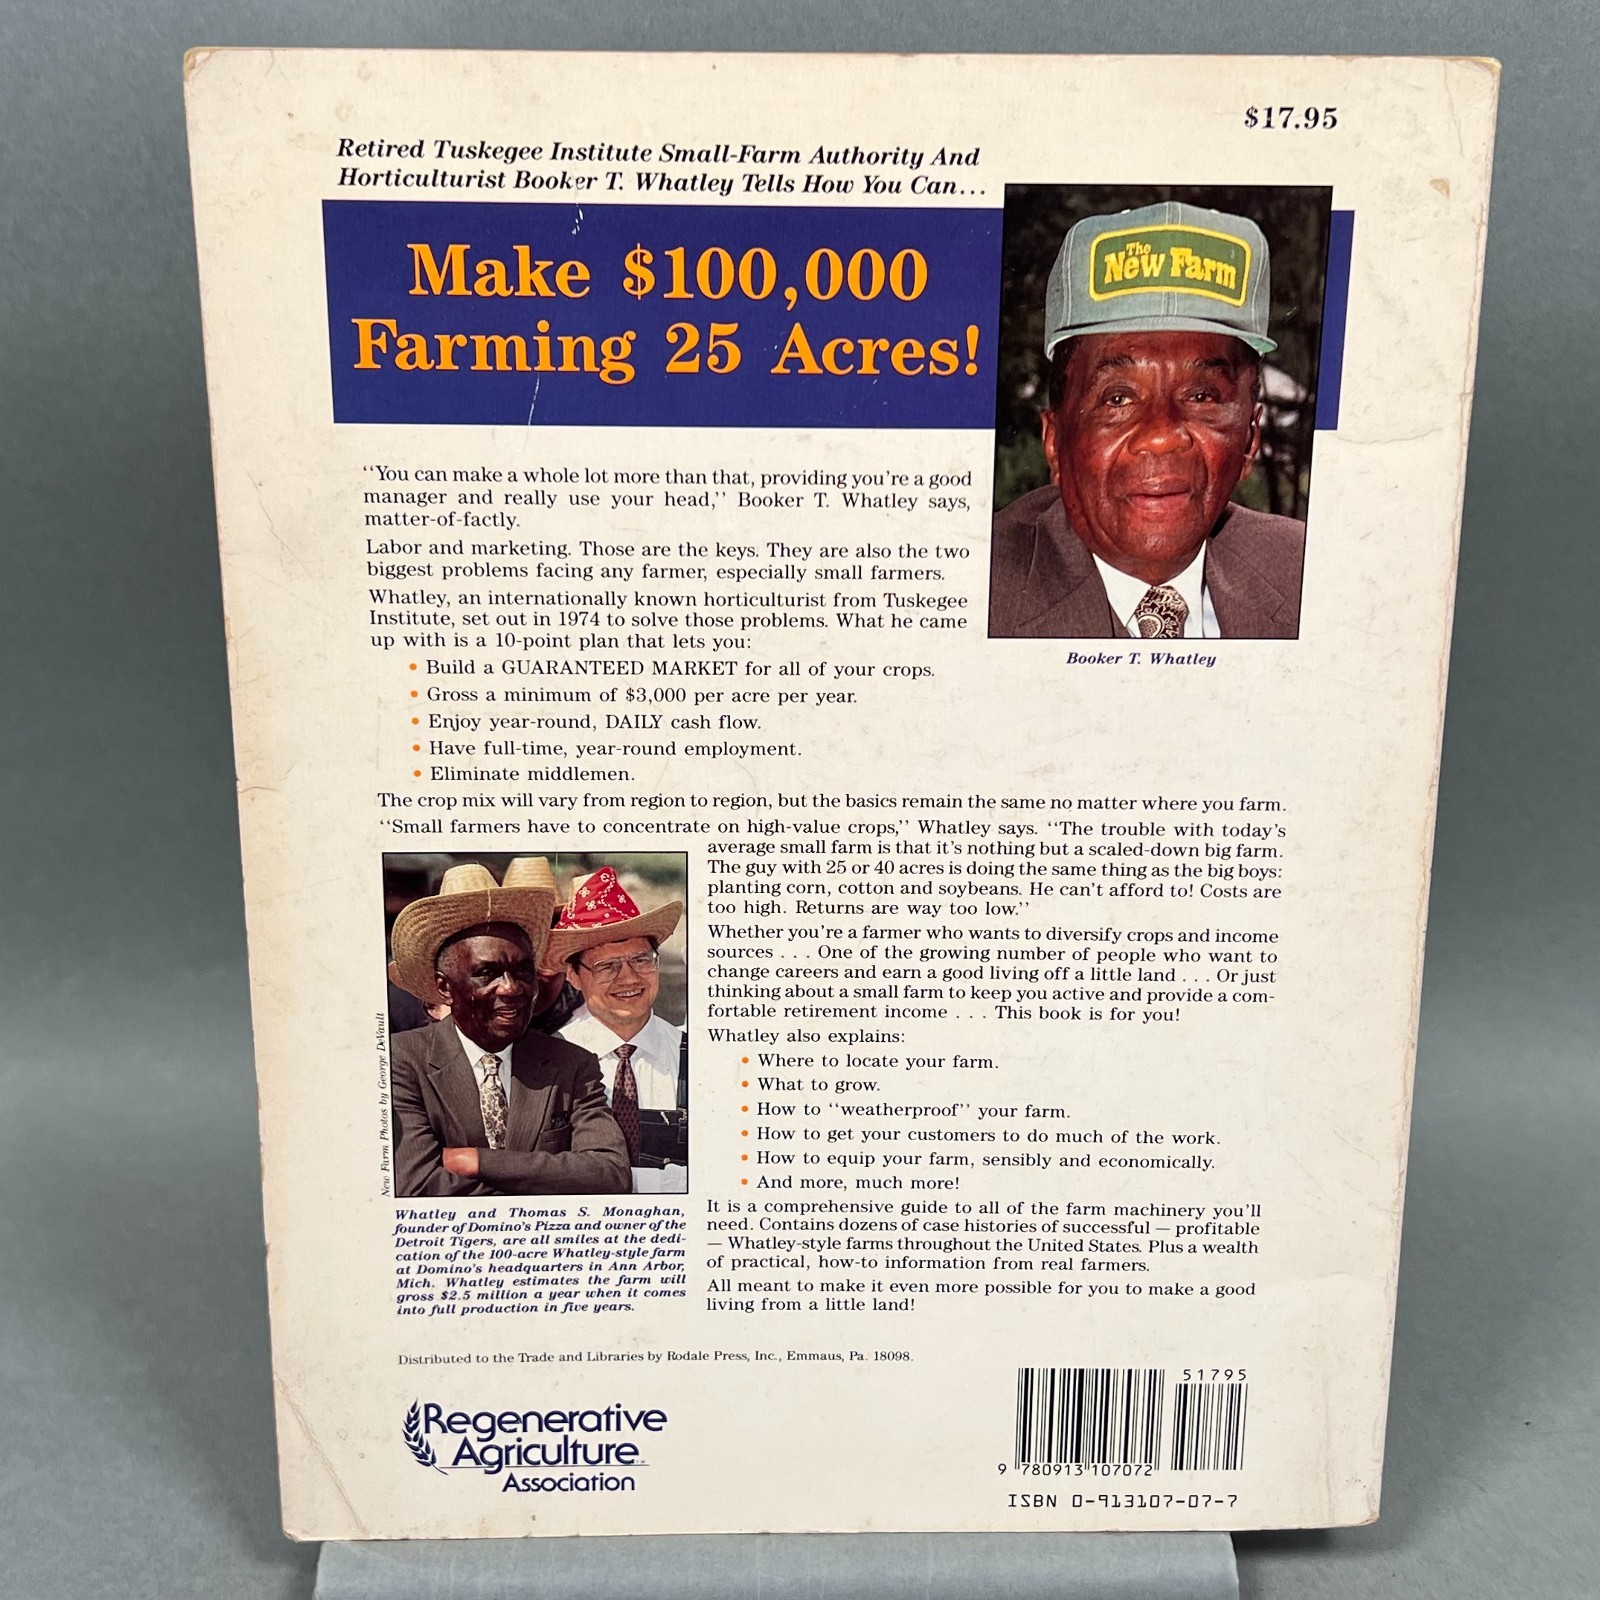 $17.95
Retired Tuskegee Institute Small-Farm Authority And
Horticulturist Booker T. Whatley Tells How You Can...
Make $100,000
Farming 25 Acres!
The
New Farm
"You can make a whole lot more than that, providing you're a good
manager and really use your head," Booker T. Whatley says,
matter-of-factly.
Labor and marketing. Those are the keys. They are also the two
biggest problems facing any farmer, especially small farmers.
Whatley, an internationally known horticulturist from Tuskegee
Institute, set out in 1974 to solve those problems. What he came
up with is a 10-point plan that lets you:
Booker T. Whatley
• Build a GUARANTEED MARKET for all of your crops.
• Gross a minimum of $3,000 per acre per year.
• Enjoy year-round, DAILY cash flow.
• Have full-time, year-round employment.
• Eliminate middlemen.
The crop mix will vary from region to region, but the basics remain the same no matter where you farm.
"Small farmers have to concentrate on high-value crops," Whatley says. "The trouble with today's
average small farm is that it's nothing but a scaled-down big farm.
The guy with 25 or 40 acres is doing the same thing as the big boys:
planting corn, cotton and soybeans. He can't afford to! Costs are
too high. Returns are way too low."
Whether you're a farmer who wants to diversify crops and income
sources . . . One of the growing number of people who want to
change careers and earn a good living off a little land . . . Or just
thinking about a small farm to keep you active and provide a com-
fortable retirement income . . . This book is for you!
Whatley also explains:
• Where to locate your farm.
• What to grow.
• How to "weatherproof" your farm.
• How to get your customers to do much of the work.
• How to equip your farm, sensibly and economically.
• And more, much more!
It is a comprehensive guide to all of the farm machinery you'll
need. Contains dozens of case histories of successful — profitable
— Whatley-style farms throughout the United States. Plus a wealth
of practical, how-to information from real farmers.
All meant to make it even more possible for you to make a good
living from a little land!
New Farm Photos by George DeVault
Whatley and Thomas S. Monaghan,
founder of Domino's Pizza and owner of the
Detroit Tigers, are all smiles at the dedi-
cation of the 100-acre Whatley-style farm
at Domino's headquarters in Ann Arbor,
Mich. Whatley estimates the farm will
gross $2.5 million a year when it comes
into full production in five years.
Distributed to the Trade and Libraries by Rodale Press, Inc., Emmaus, Pa. 18098.
Regenerative
Agriculture
Association
51795
9 780913 107072
ISBN 0-913107-07-7